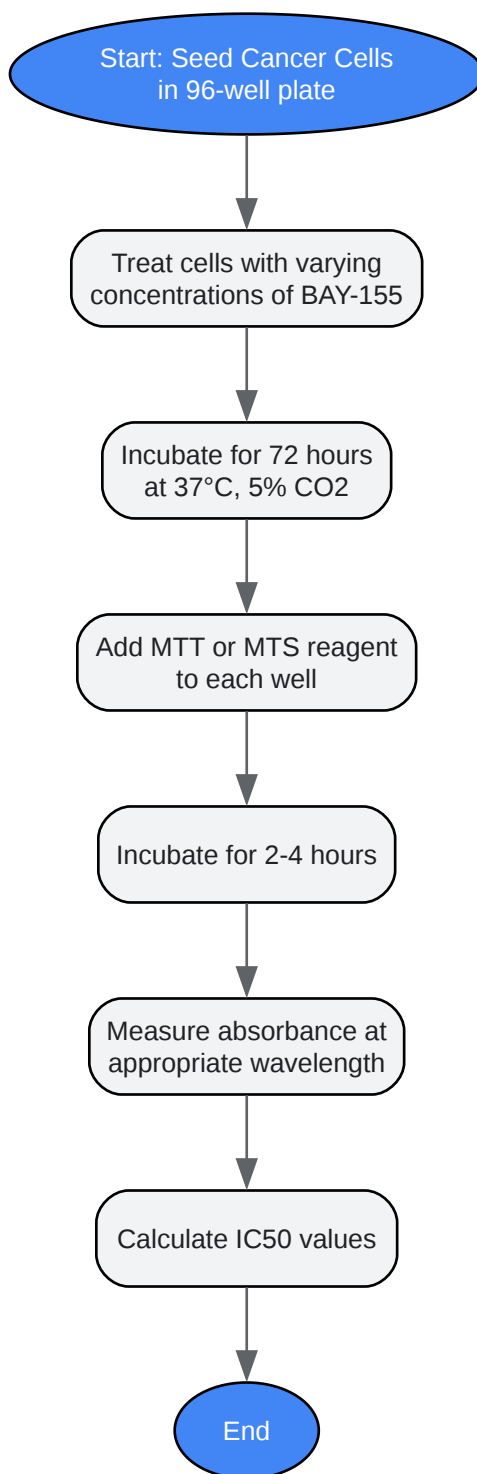 Start: Seed Cancer Cells
in 96-well plate
Treat cells with varying
concentrations of BAY-155
Incubate for 72 hours
at 37°C, 5% CO2
Add MTT or MTS reagent
to each well
Incubate for 2-4 hours
Measure absorbance at
appropriate wavelength
Calculate IC50 values
End